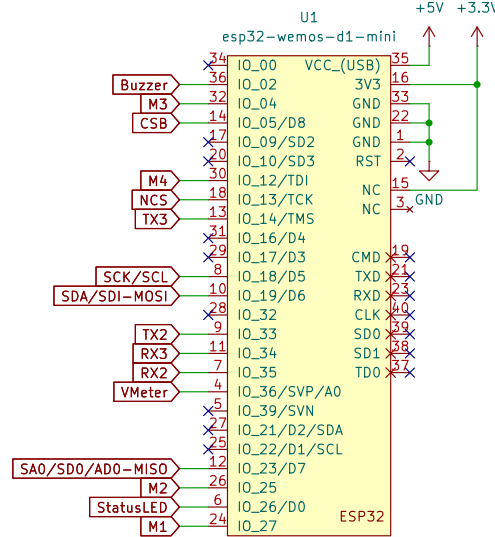 U1
esp32-wemos-d1-mini
+5V +3.3V
34 IO_00 VCC_(USB) 35
Buzzer 36 IO_02 3V3 16
M3 32 IO_04 GND 33
CSB 14 IO_05/D8 GND 22
17 IO_09/SD2 GND 1
20 IO_10/SD3 RST 2
M4 30 IO_12/TDI
NCS 18 IO_13/TCK NC 15
GND
TX3 13 IO_14/TMS NC 3
31 IO_16/D4
29 IO_17/D3 CMD 19
SCK/SCL 8 IO_18/D5 TXD 21
SDA/SDI-MOSI 10 IO_19/D6 RXD 23
28 IO_32 CLK 40
TX2 9 IO_33 SD0 39
RX3 11 IO_34 SD1 38
RX2 7 IO_35 TD0 37
VMeter 4 IO_36/SVP/A0
5 IO_39/SVN
27 IO_21/D2/SDA
25 IO_22/D1/SCL
SA0/SD0/AD0-MISO 12 IO_23/D7
M2 26 IO_25
StatusLED 6 IO_26/D0
M1 24 IO_27
ESP32